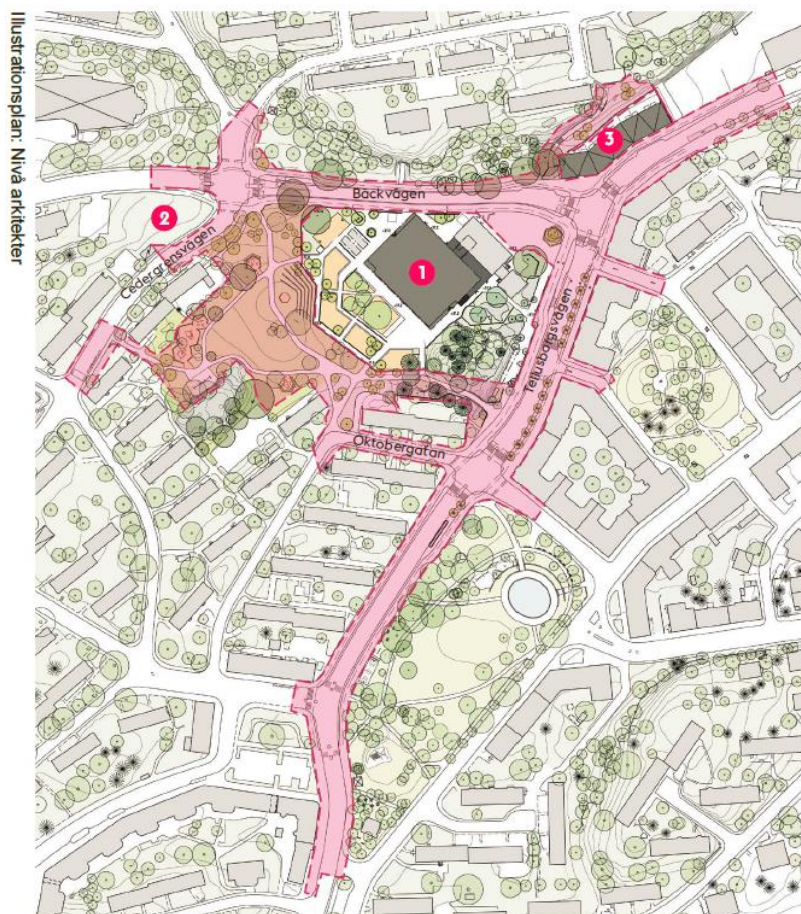 Illustrationsplan: Nivå arkitekter
3
Bäckvägen
2
Cedergrensvägen
1
Tellusborgsvägen
Oktobergatan